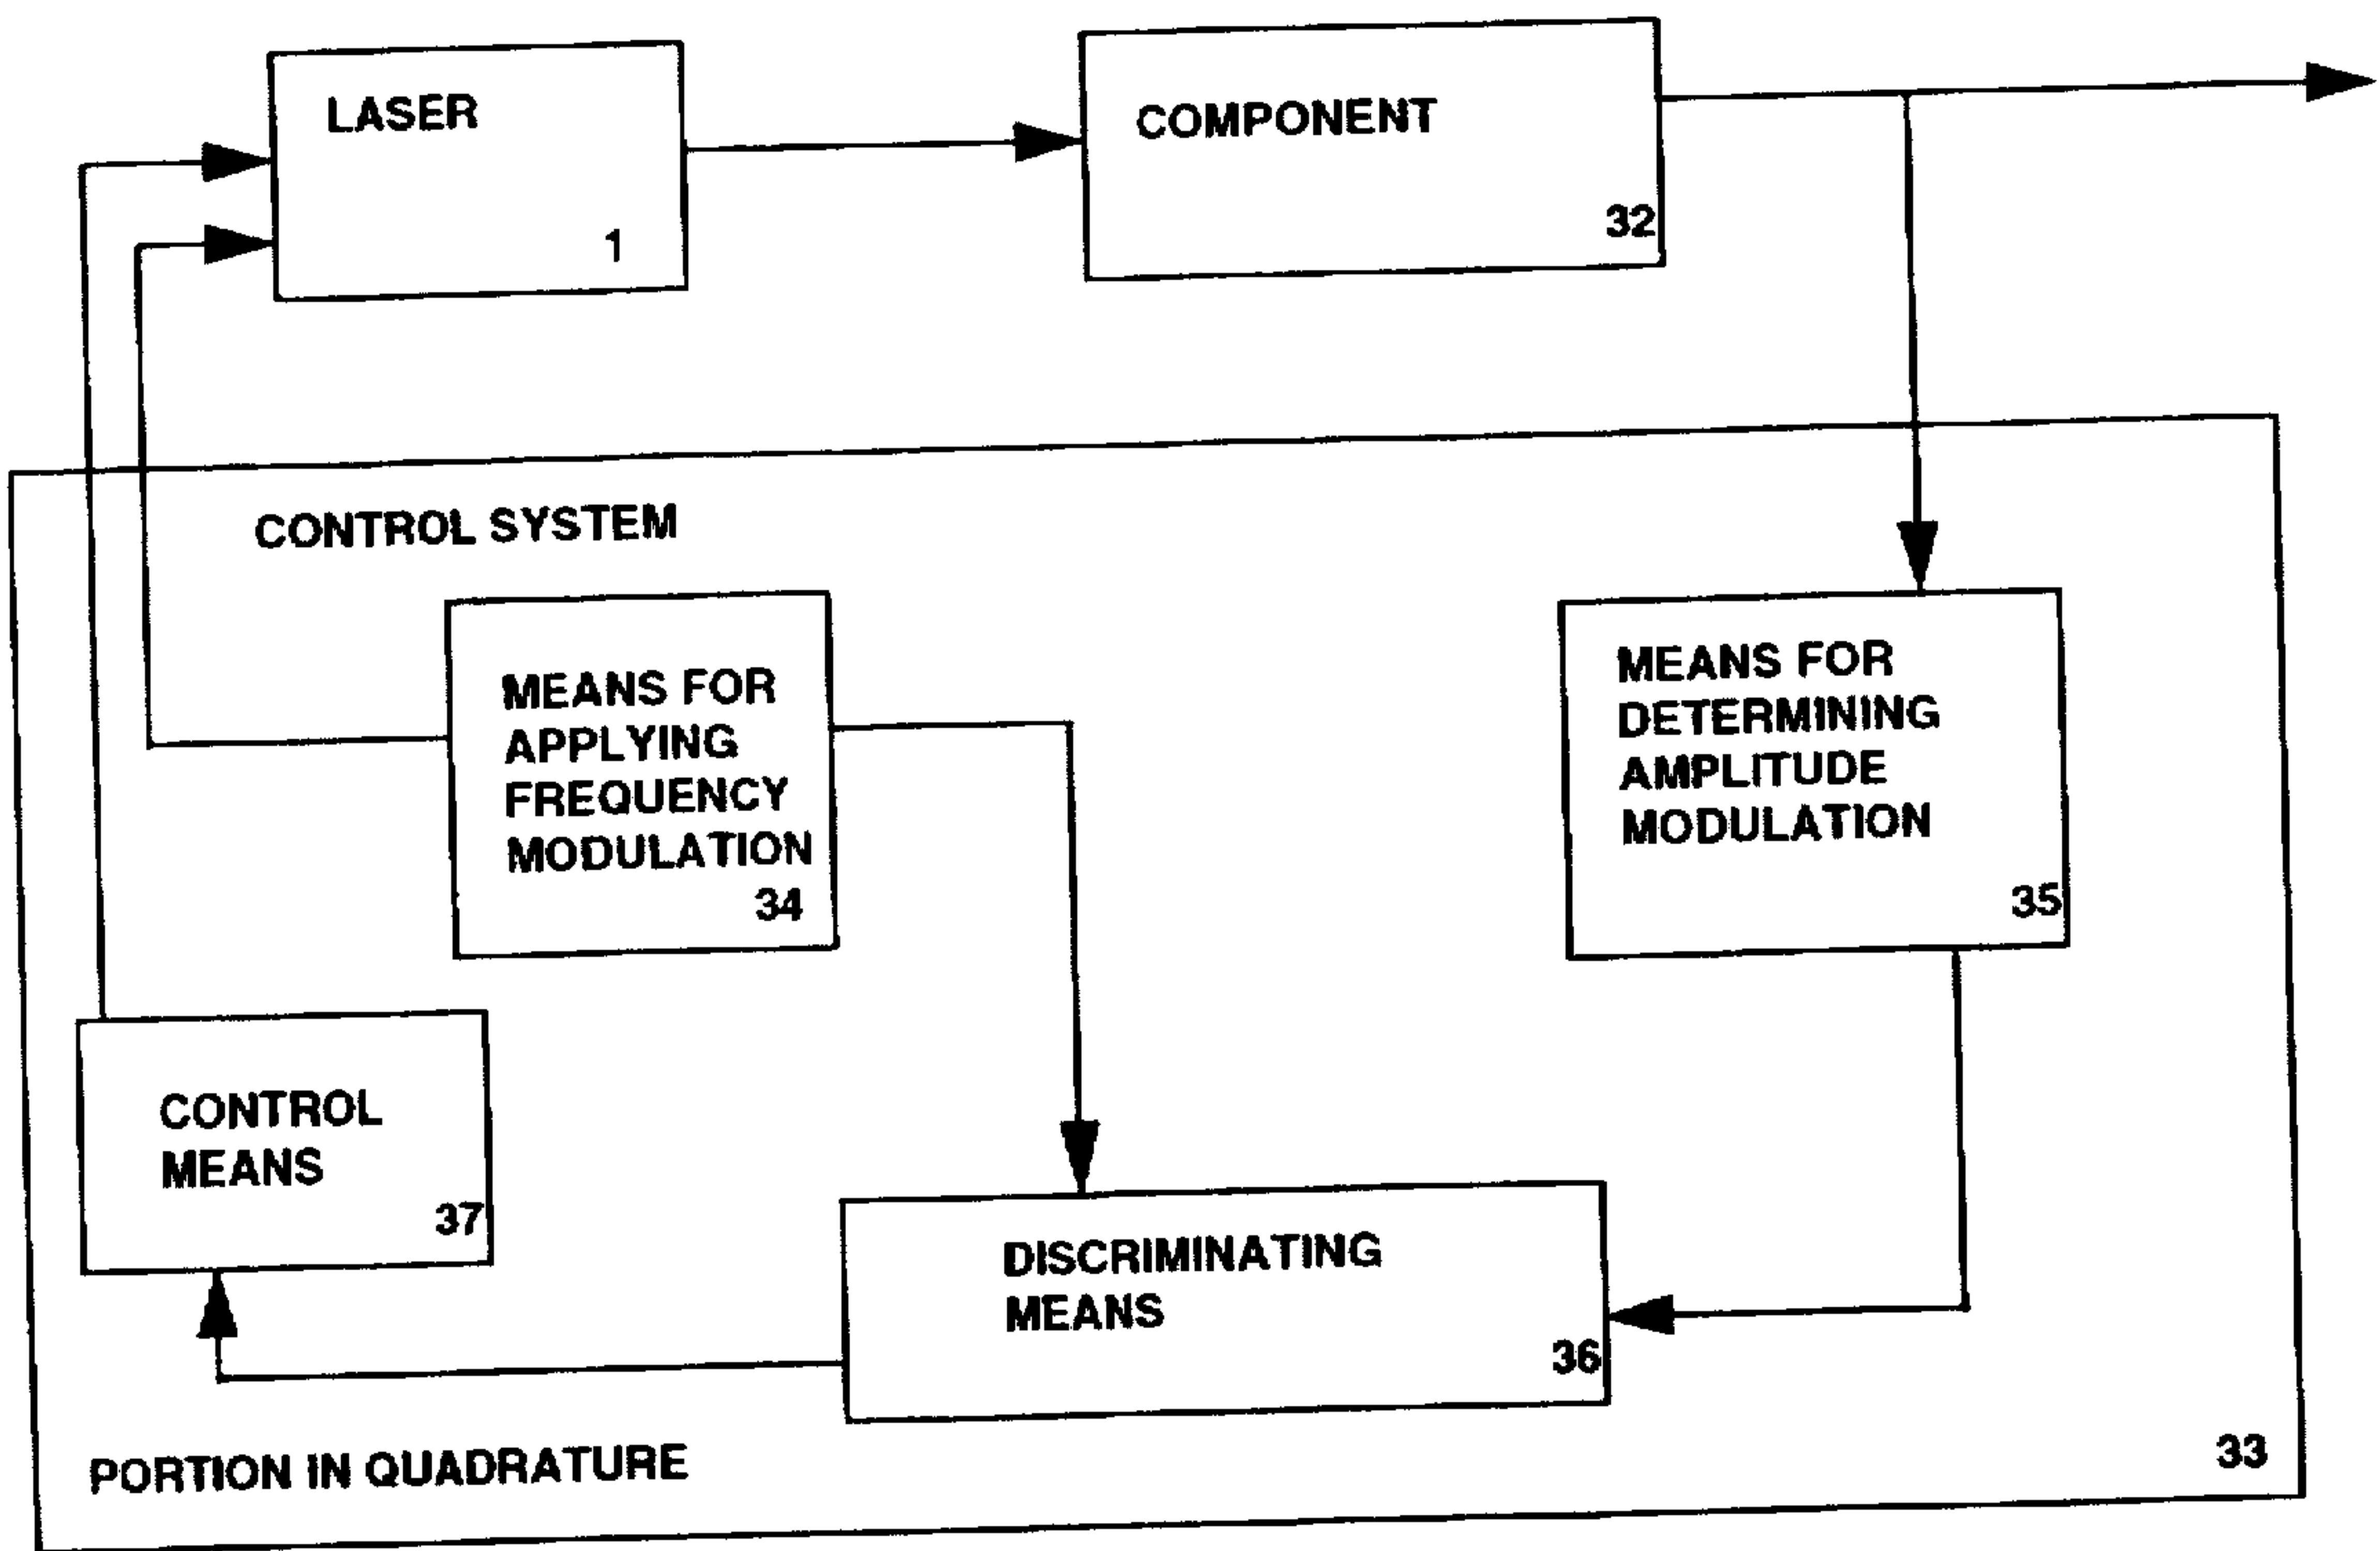 LASER
1
COMPONENT
32
CONTROL SYSTEM
MEANS FOR
APPLYING
FREQUENCY
MODULATION
34
MEANS FOR
DETERMINING
AMPLITUDE
MODULATION
35
CONTROL
MEANS
37
DISCRIMINATING
MEANS
36
PORTION IN QUADRATURE
33